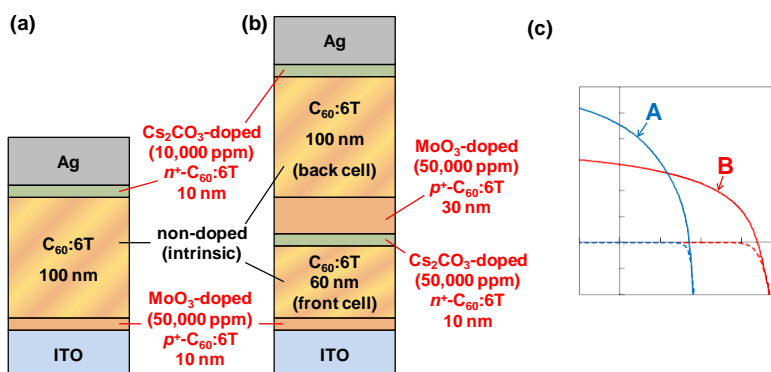 (a)
Ag
C₆₀:6T
100 nm
ITO
Cs₂CO₃-doped
(10,000 ppm)
n⁺-C₆₀:6T
10 nm
non-doped
(intrinsic)
MoO₃-doped
(50,000 ppm)
p⁺-C₆₀:6T
10 nm
(b)
Ag
C₆₀:6T
100 nm
(back cell)
C₆₀:6T
60 nm
(front cell)
ITO
MoO₃-doped
(50,000 ppm)
p⁺-C₆₀:6T
30 nm
Cs₂CO₃-doped
(50,000 ppm)
n⁺-C₆₀:6T
10 nm
(c)
A
B